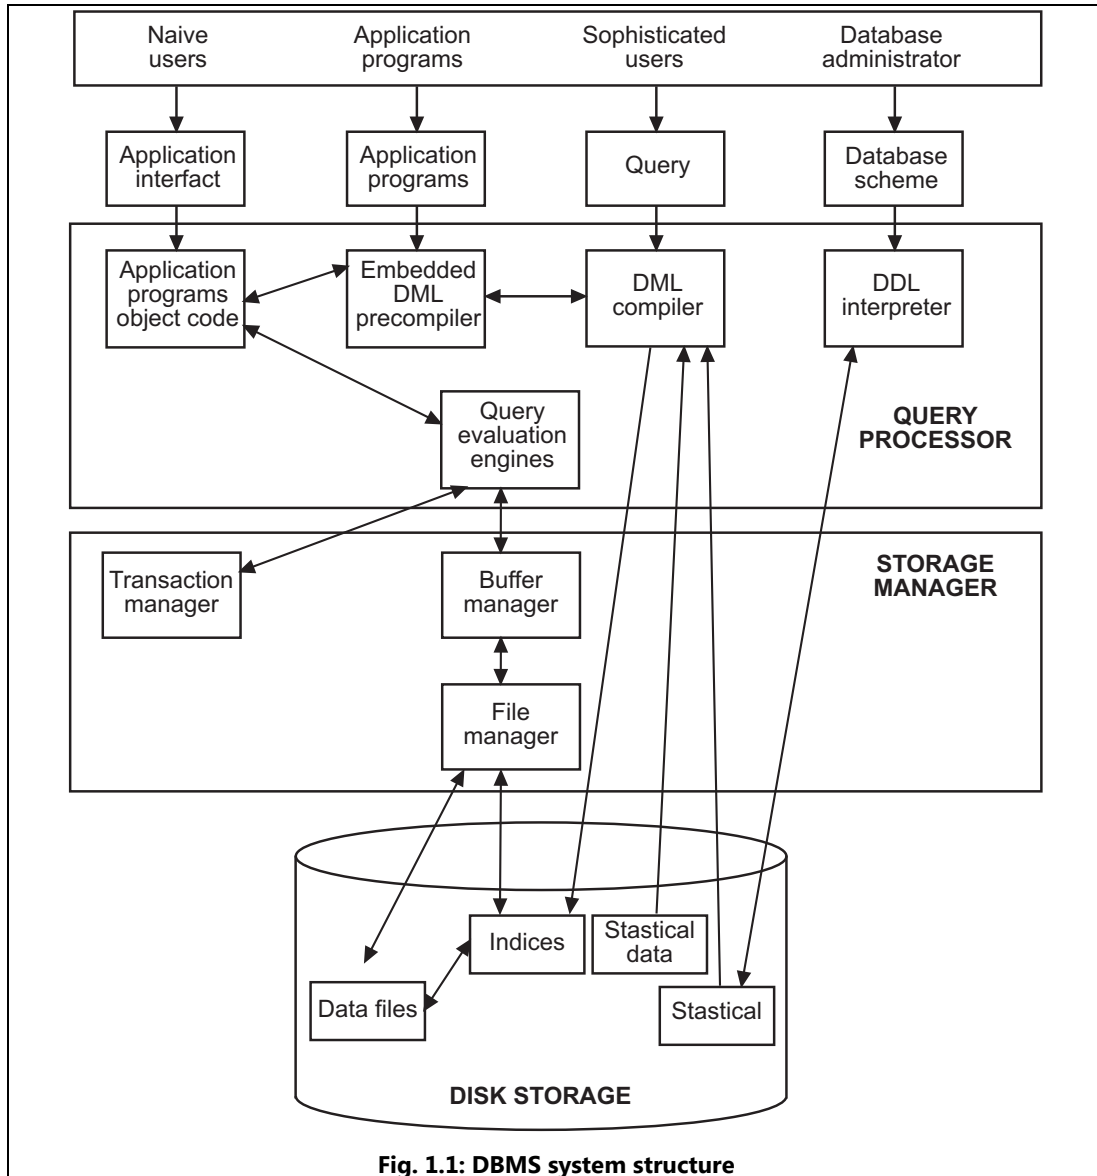 Naive
users
Application
programs
Sophisticated
users
Database
administrator
Application
interfact
Application
programs
Query
Database
scheme
Application
programs
object code
Embedded
DML
precompiler
DML
compiler
DDL
interpreter
Query
evaluation
engines
QUERY
PROCESSOR
Transaction
manager
Buffer
manager
STORAGE
MANAGER
File
manager
Indices
Stastical
data
Data files
Stastical
DISK STORAGE
Fig. 1.1: DBMS system structure